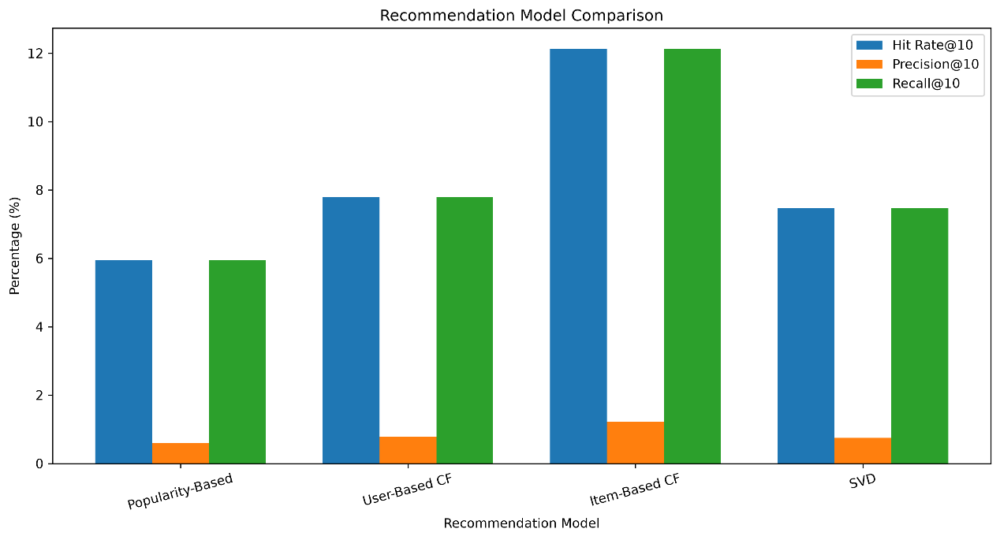 Recommendation Model Comparison
Hit Rate@10
Precision@10
Recall@10
Percentage (%)
12
10
8
6
4
2
0
Popularity-Based
User-Based CF
Item-Based CF
SVD
Recommendation Model